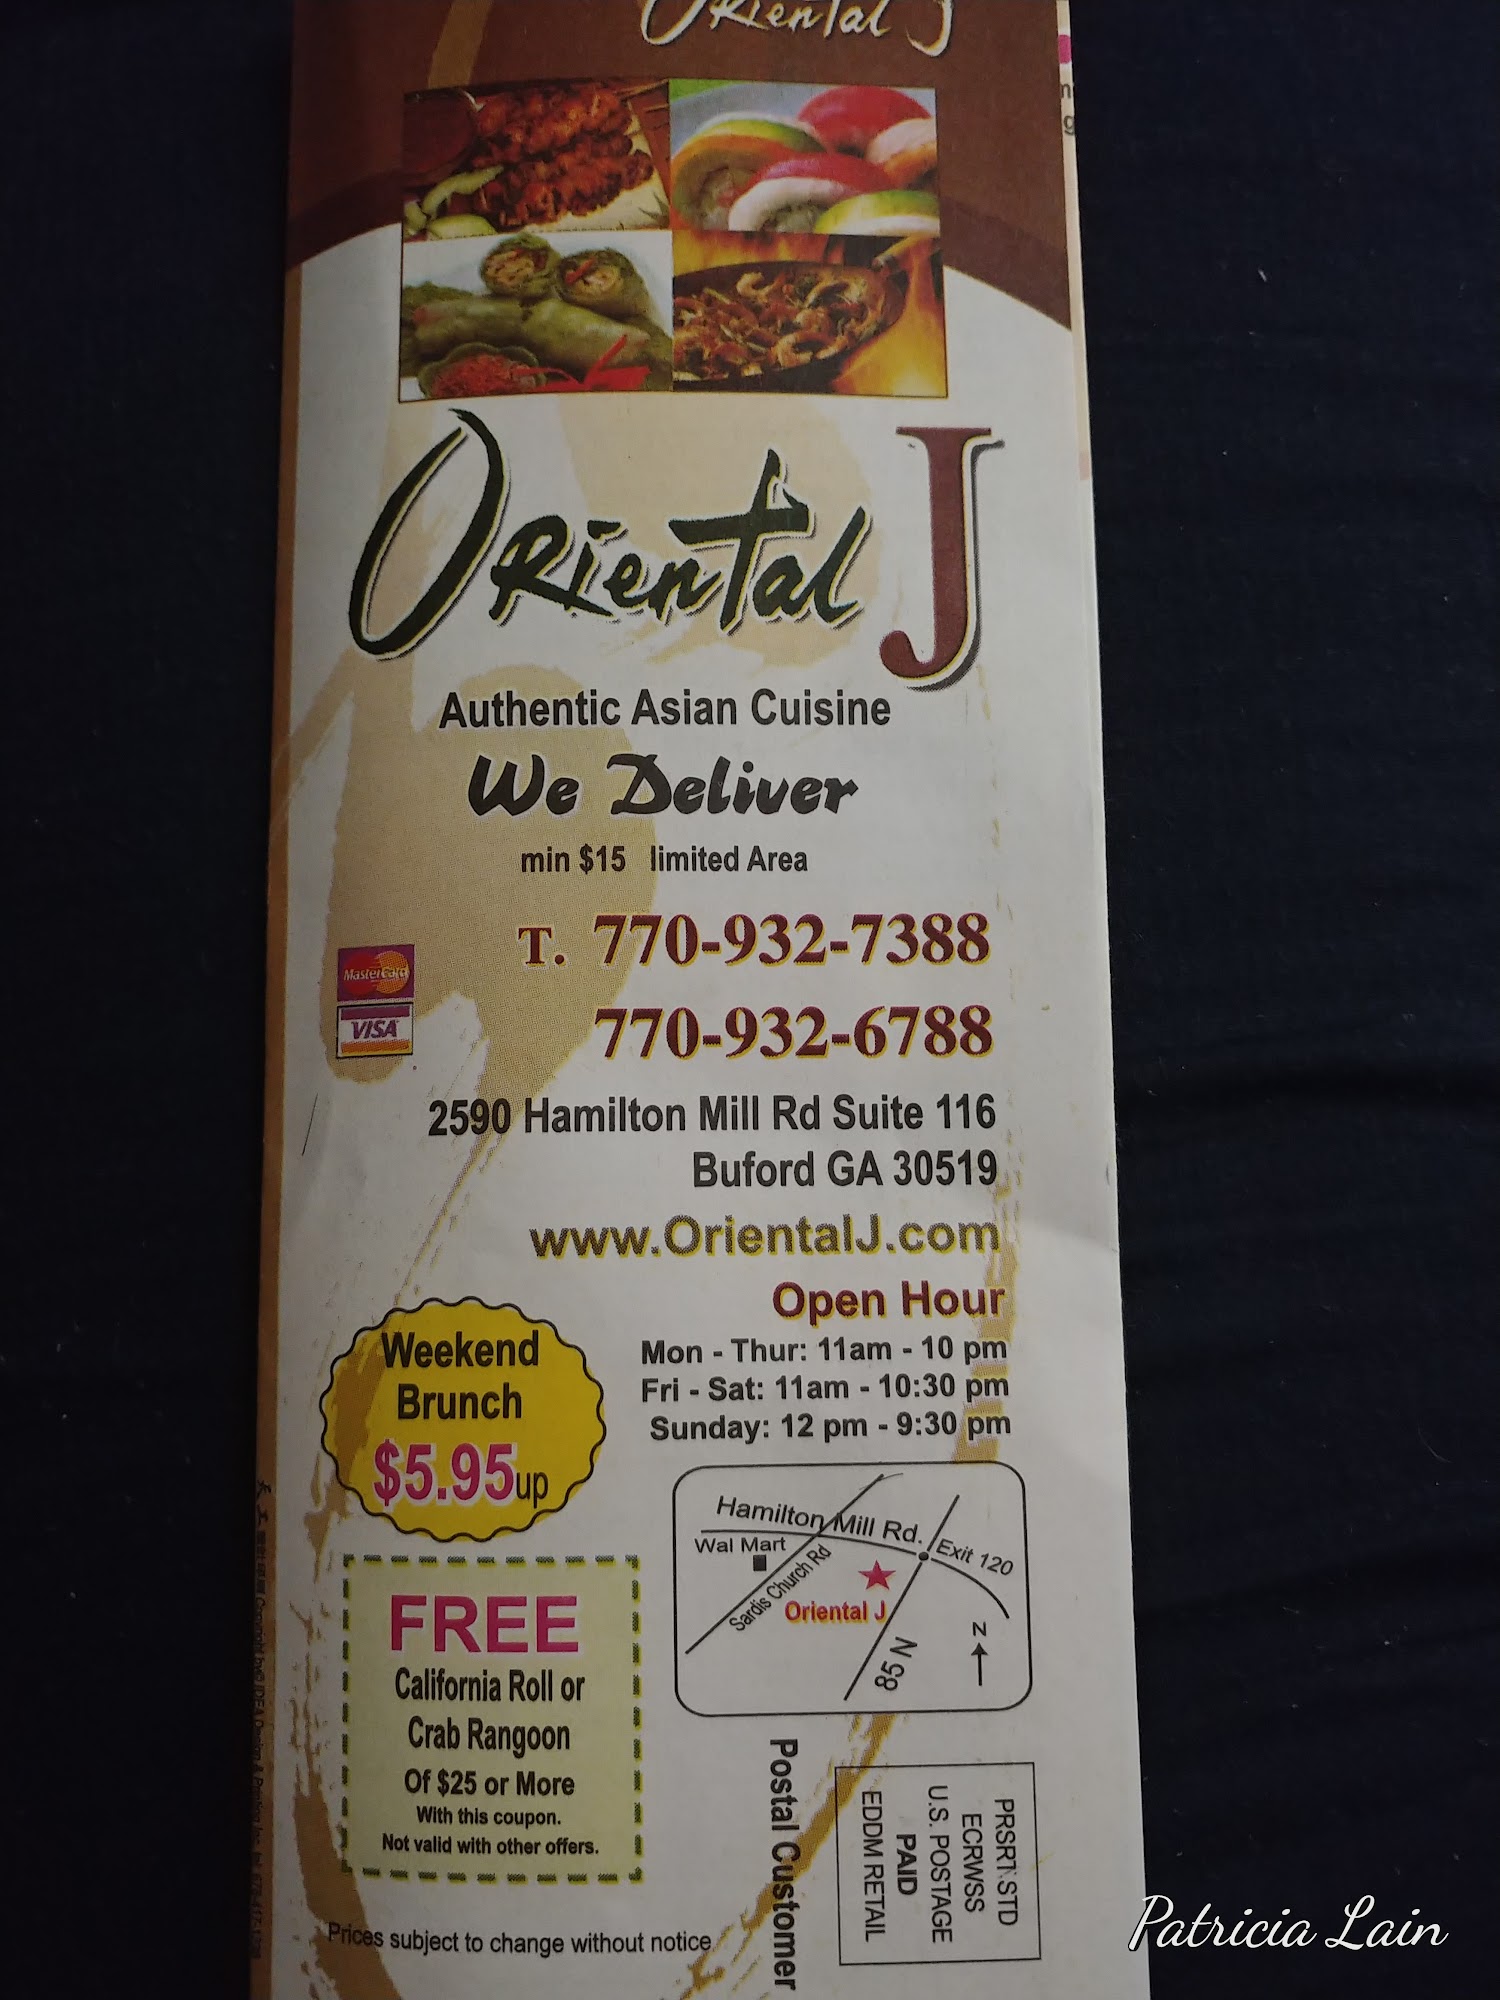 Oriental J
Oriental J
Authentic Asian Cuisine
We Deliver
min $15 limited Area
T. 770-932-7388
770-932-6788
MasterCard
VISA
2590 Hamilton Mill Rd Suite 116
Buford GA 30519
www.OrientalJ.com
Open Hour
Mon - Thur: 11am - 10 pm
Fri - Sat: 11am - 10:30 pm
Sunday: 12 pm - 9:30 pm
Weekend
Brunch
$5.95up
Hamilton Mill Rd.
Exit 120
Wal Mart
Sardis Church Rd
Oriental J
85 N
N
FREE
California Roll or
Crab Rangoon
Of $25 or More
With this coupon.
Not valid with other offers.
Postal Customer
PRSRT STD
ECRWSS
U.S. POSTAGE
PAID
EDDM RETAIL
Prices subject to change without notice
Patricia Lain